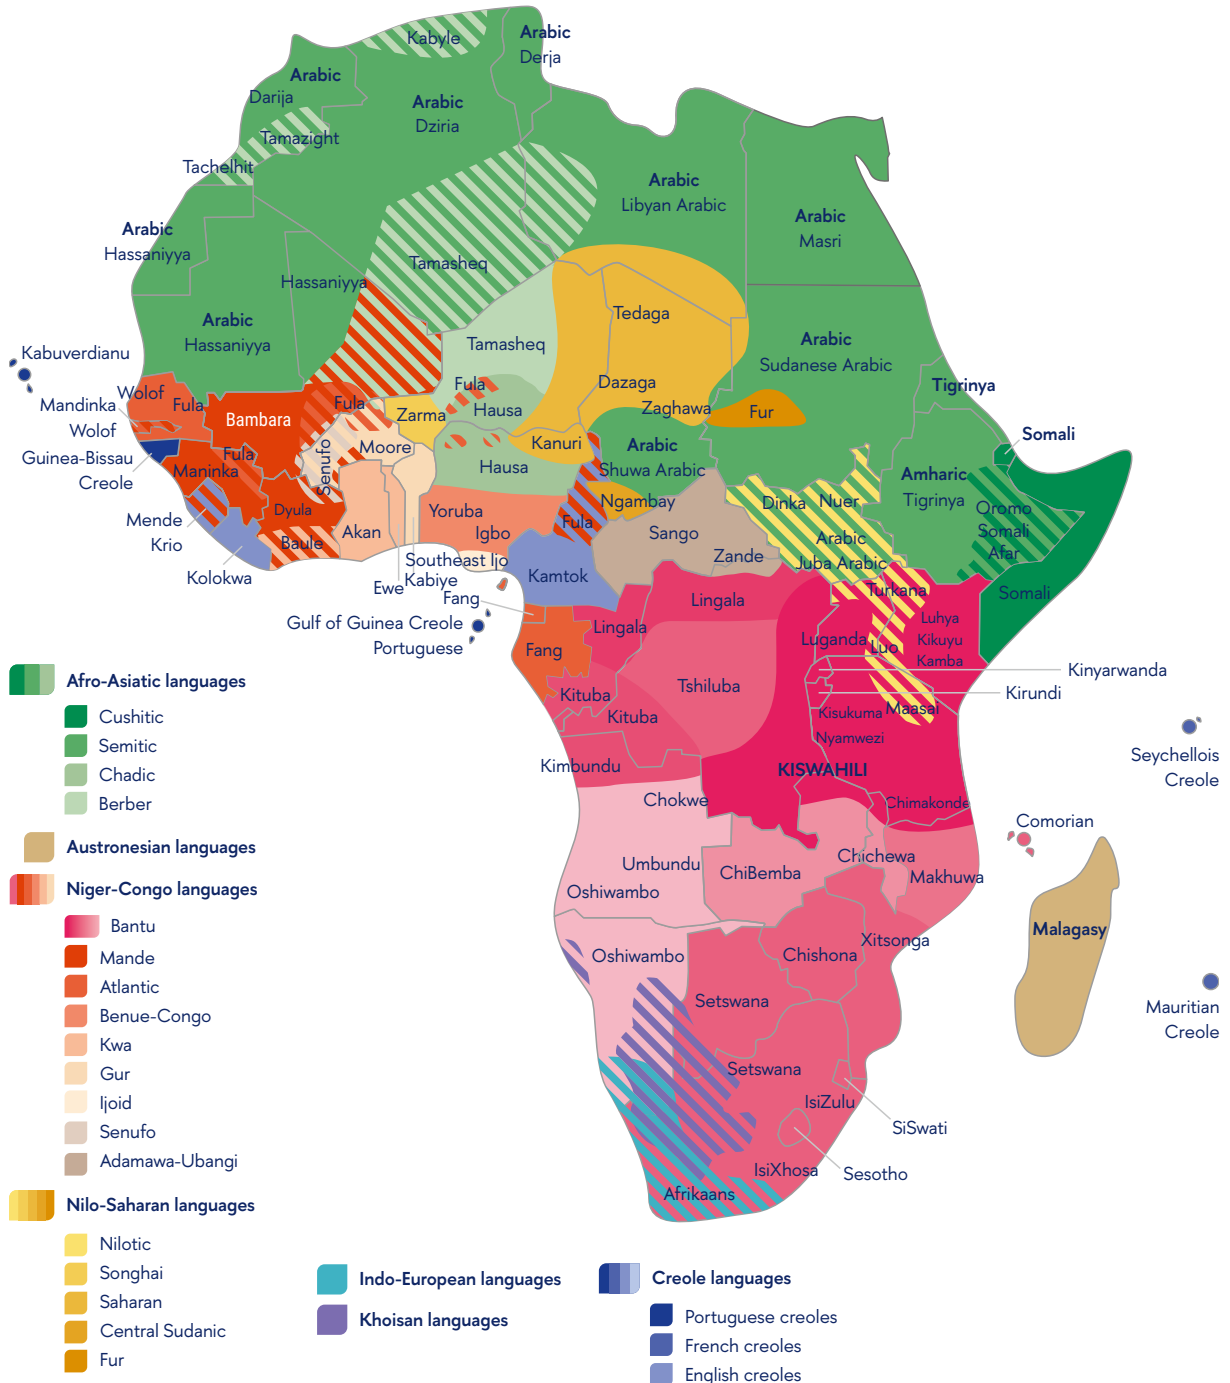 Kabyle
Arabic
Derja
Arabic
Darija
Arabic
Dziria
Tamazight
Tachelhit
Arabic
Libyan Arabic
Arabic
Masri
Arabic
Hassaniyya
Tamasheq
Hassaniyya
Arabic
Hassaniyya
Tedaga
Tamasheq
Arabic
Sudanese Arabic
Kabuverdianu
Wolof
Mandinka
Wolof
Fula
Bambara
Fula
Zarma
Fula
Hausa
Dazaga
Zaghawa
Fur
Tigrinya
Somali
Guinea-Bissau
Creole
Maninka
Fula
Senufo
Moore
Hausa
Kanuri
Arabic
Shuwa Arabic
Amharic
Tigrinya
Oromo
Somali
Afar
Mende
Krio
Kolokwa
Dyula
Baule
Akan
Yoruba
Igbo
Fula
Ngambay
Sango
Zande
Dinka
Nuer
Arabic
Juba Arabic
Southeast Ijo
Kabiye
Ewe
Kamtok
Fang
Gulf of Guinea Creole
Portuguese
Fang
Lingala
Lingala
Turkana
Somali
Luganda
Luo
Luhya
Kikuyu
Kamba
Kinyarwanda
Kirundi
Kituba
Kituba
Tshiluba
Kisukuma
Maasai
Nyamwezi
KISWAHILI
Kimbundu
Chokwe
Chimakonde
Seychellois
Creole
Comorian
Umbundu
ChiBemba
Chichewa
Makhuwa
Oshiwambo
Malagasy
Oshiwambo
Chishona
Xitsonga
Setswana
Mauritian
Creole
Setswana
IsiZulu
SiSwati
IsiXhosa
Sesotho
Afrikaans
Afro-Asiatic languages
Cushitic
Semitic
Chadic
Berber
Austronesian languages
Niger-Congo languages
Bantu
Mande
Atlantic
Benue-Congo
Kwa
Gur
Ijoid
Senufo
Adamawa-Ubangi
Nilo-Saharan languages
Nilotic
Songhai
Saharan
Central Sudanic
Fur
Indo-European languages
Khoisan languages
Creole languages
Portuguese creoles
French creoles
English creoles